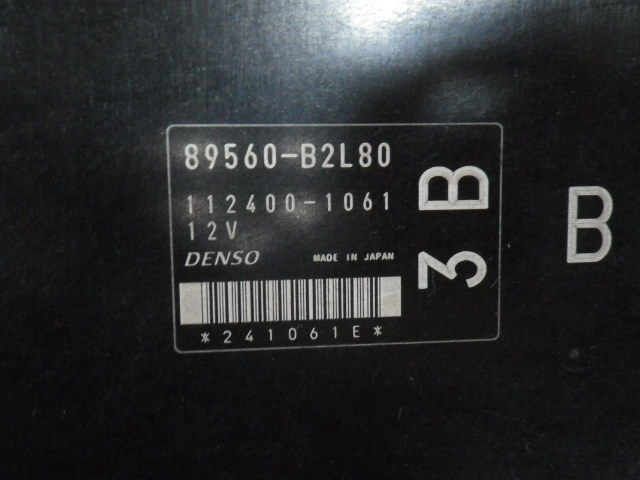 89560-B2L80
112400-1061
12V
DENSO MADE IN JAPAN
*241061E*
3B
B